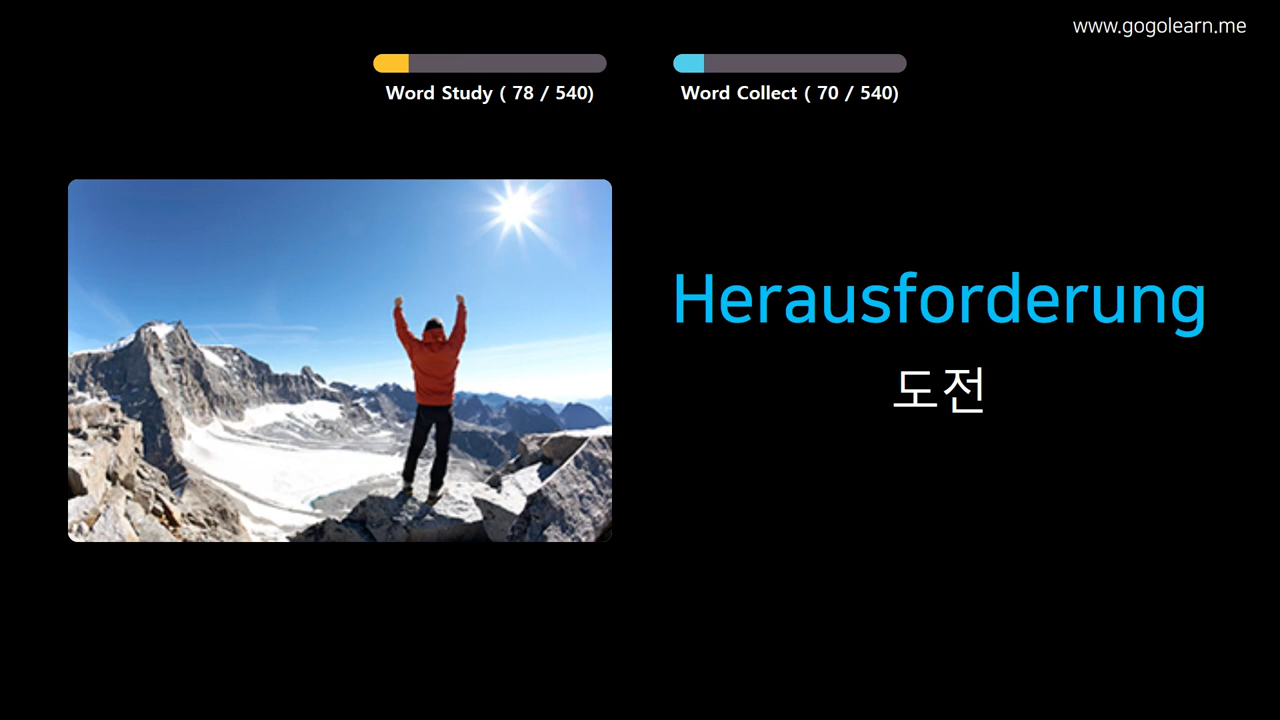 www.gogolearn.me
Word Study ( 78 / 540)
Word Collect ( 70 / 540)
Herausforderung
도전